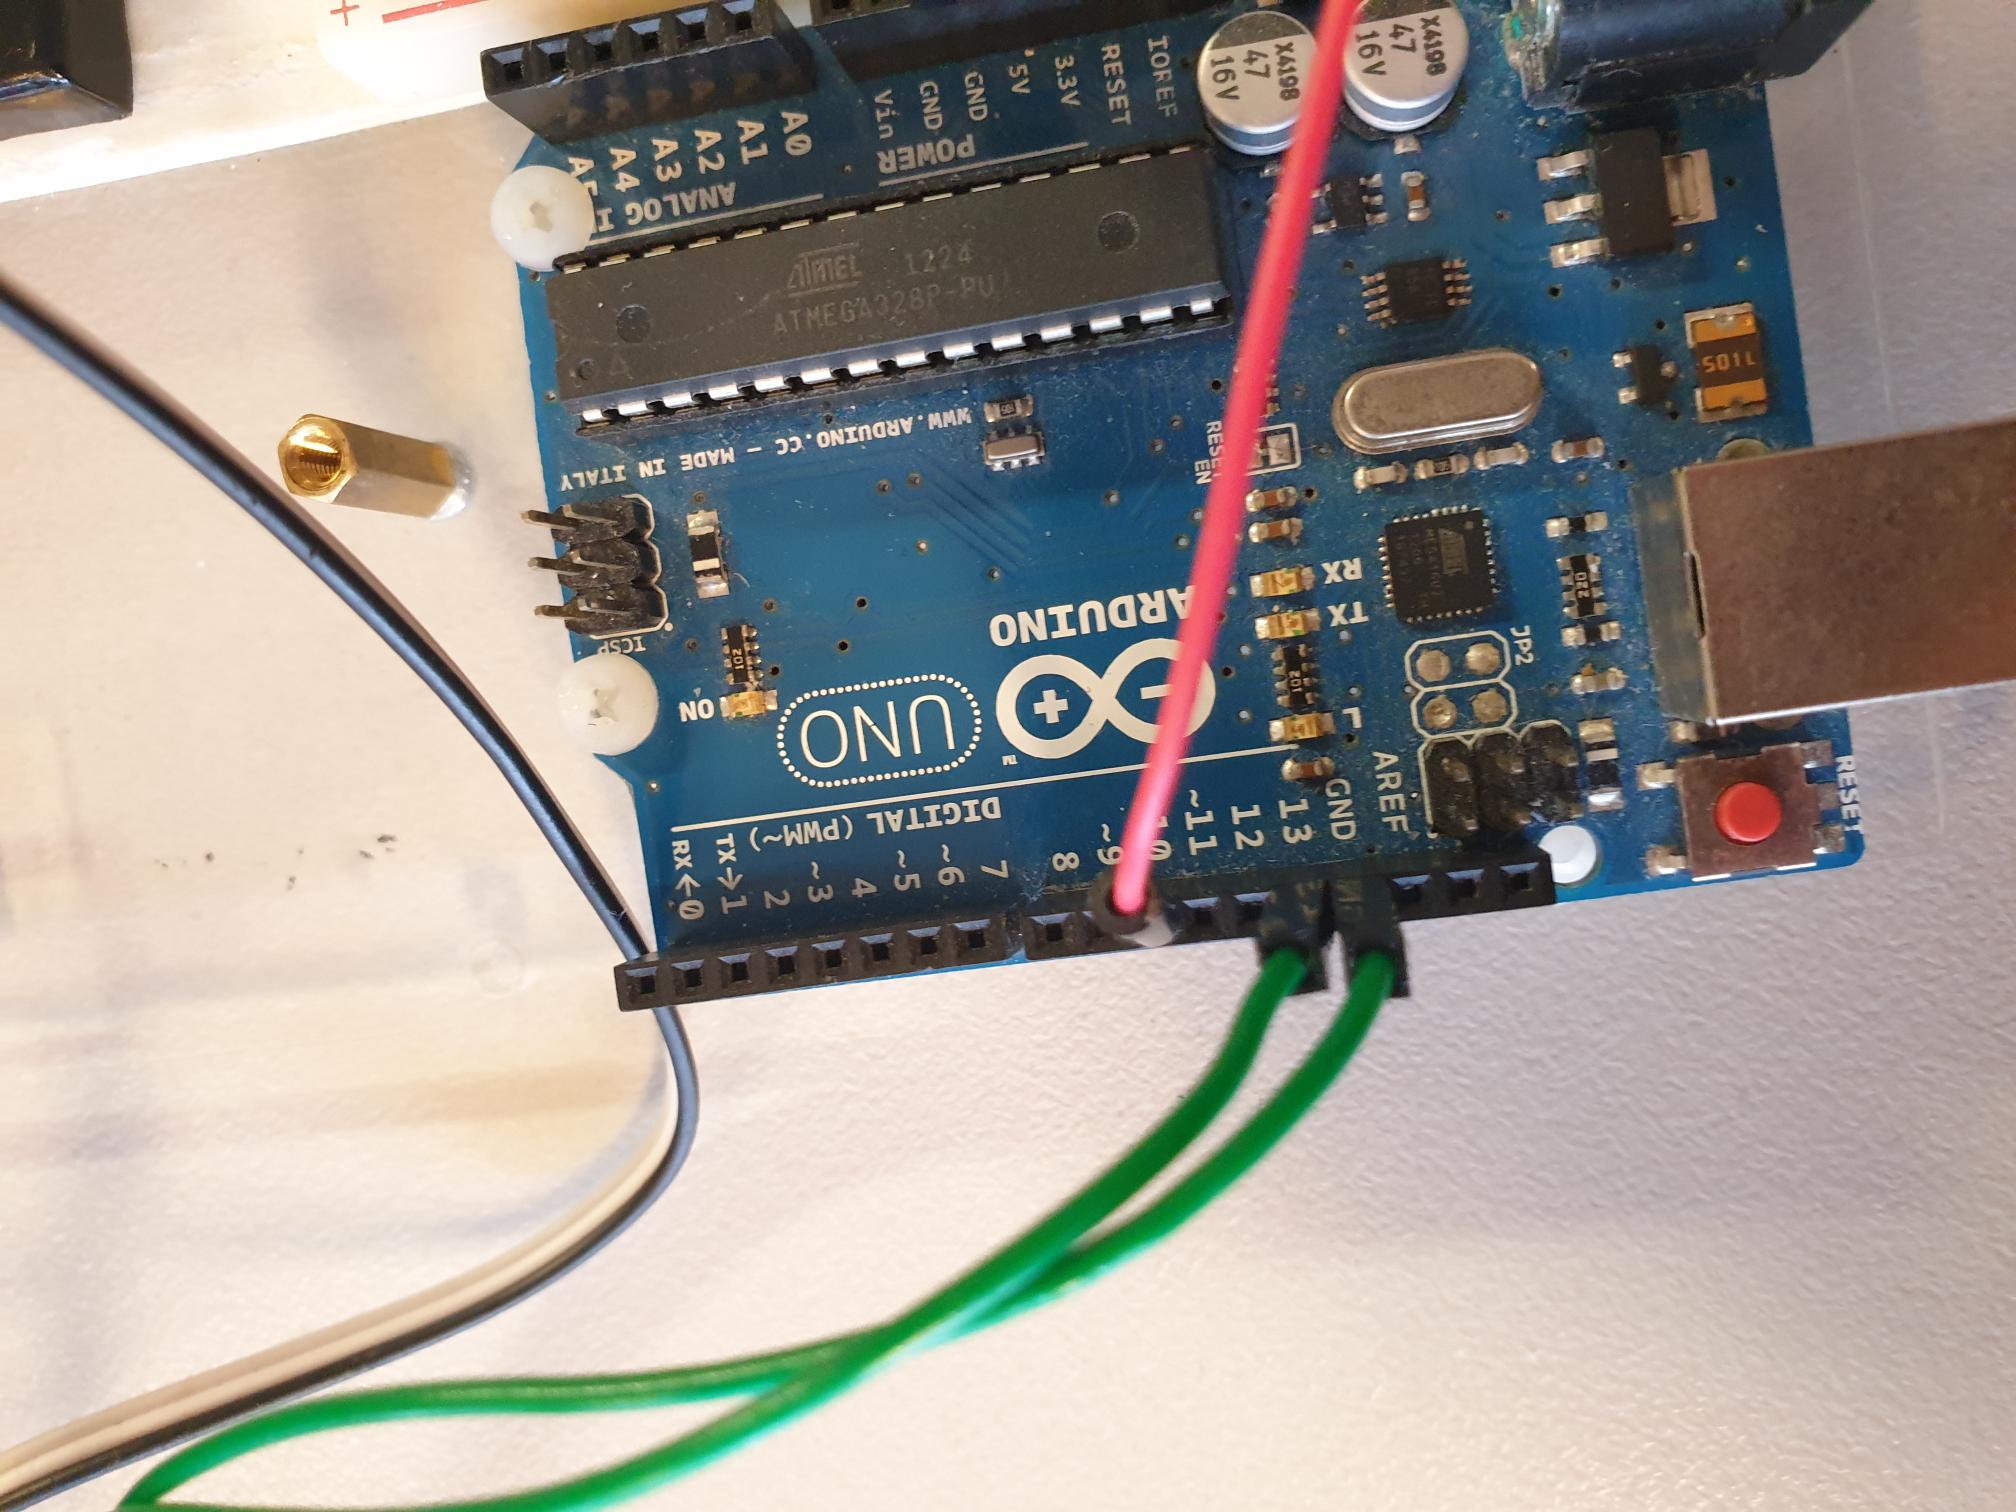 ICSP
ON
102
MADE IN ITALY
WWW.ARDUINO.CC -
RX ← 0
TX → 1
2
~ 3
4
~ 5
~ 6
7
DIGITAL (PWM~)
UNO
™
ARDUINO
8
~ 9
~ 11
12
13
GND
AREF
L
102
TX
RX
RESET
EN
JP2
220
501L
RESET
ATMEL
ATMEGA328P-PU
1224
ANALOG I
A4
A3
A2
A1
A0
POWER
Vin
GND
GND
5V
3.3V
RESET
IOREF
47
16V
X4198
47
16V
X4198
+